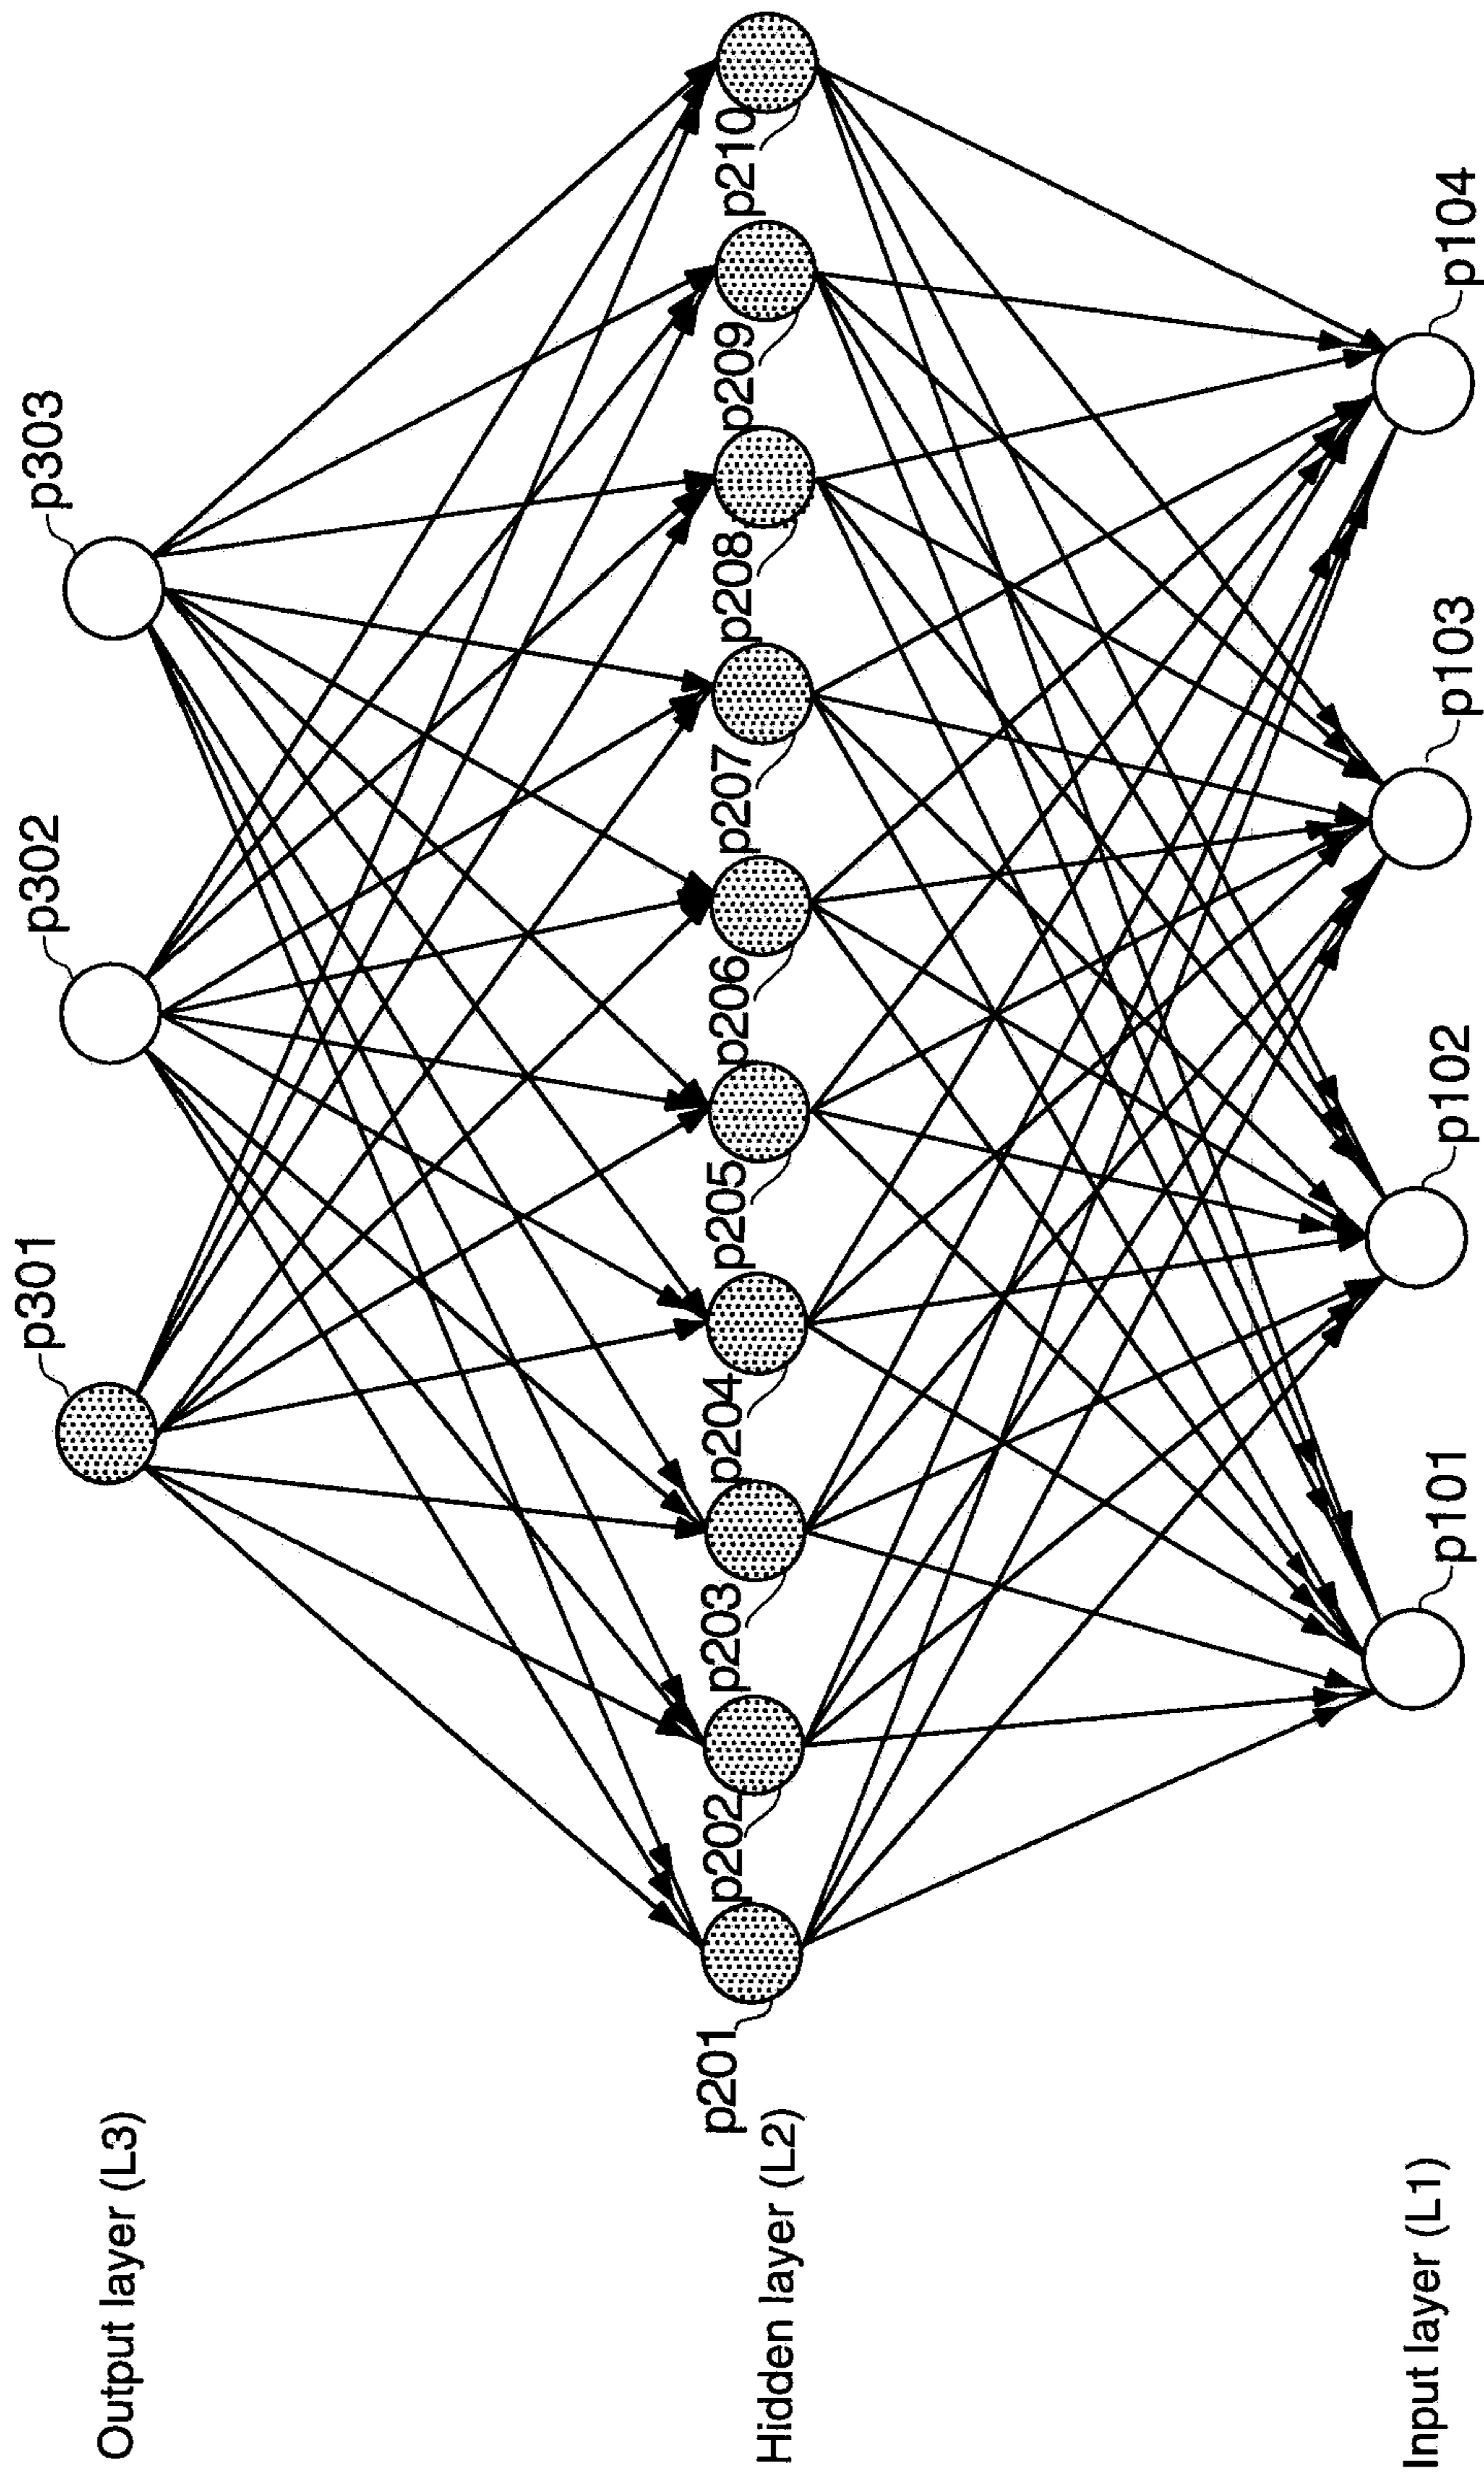 Output layer (L3)
p301
p302
p303
Hidden layer (L2)
p201
p202
p203
p204
p205
p206
p207
p208
p209
p210
Input layer (L1)
p101
p102
p103
p104